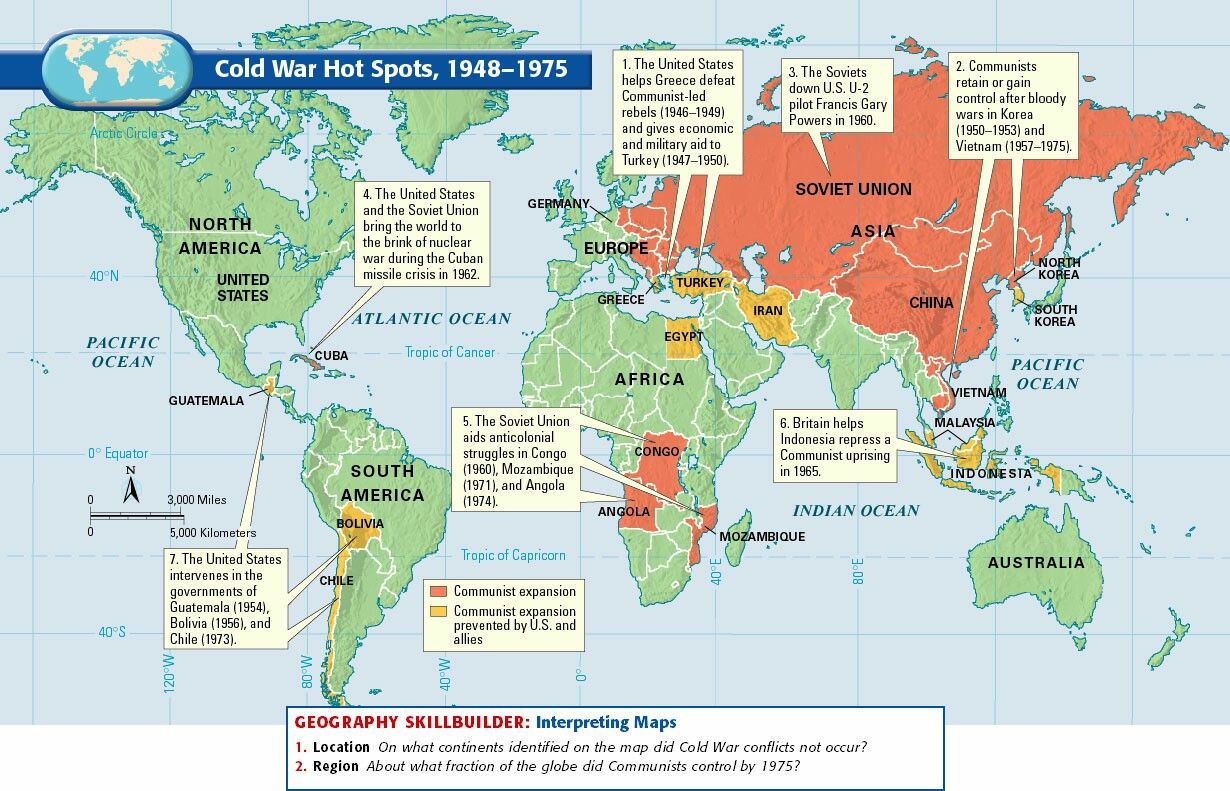 Cold War Hot Spots, 1948–1975
1. The United States
helps Greece defeat
Communist-led
rebels (1946–1949)
and gives economic
and military aid to
Turkey (1947–1950).
3. The Soviets
down U.S. U-2
pilot Francis Gary
Powers in 1960.
2. Communists
retain or gain
control after bloody
wars in Korea
(1950–1953) and
Vietnam (1957–1975).
Arctic Circle
4. The United States
and the Soviet Union
bring the world to
the brink of nuclear
war during the Cuban
missile crisis in 1962.
SOVIET UNION
GERMANY
NORTH
AMERICA
EUROPE
ASIA
40°N
UNITED
STATES
NORTH
KOREA
TURKEY
GREECE
CHINA
IRAN
SOUTH
KOREA
ATLANTIC OCEAN
EGYPT
PACIFIC
OCEAN
CUBA
Tropic of Cancer
PACIFIC
OCEAN
AFRICA
GUATEMALA
VIETNAM
MALAYSIA
5. The Soviet Union
aids anticolonial
struggles in Congo
(1960), Mozambique
(1971), and Angola
(1974).
6. Britain helps
Indonesia repress a
Communist uprising
in 1965.
0° Equator
CONGO
SOUTH
AMERICA
INDONESIA
N
0
3,000 Miles
0
5,000 Kilometers
ANGOLA
INDIAN OCEAN
BOLIVIA
MOZAMBIQUE
7. The United States
intervenes in the
governments of
Guatemala (1954),
Bolivia (1956), and
Chile (1973).
Tropic of Capricorn
AUSTRALIA
CHILE
Communist expansion
Communist expansion
prevented by U.S. and
allies
40°S
120°W
80°W
40°W
0°
40°E
80°E
GEOGRAPHY SKILLBUILDER: Interpreting Maps
1. Location On what continents identified on the map did Cold War conflicts not occur?
2. Region About what fraction of the globe did Communists control by 1975?